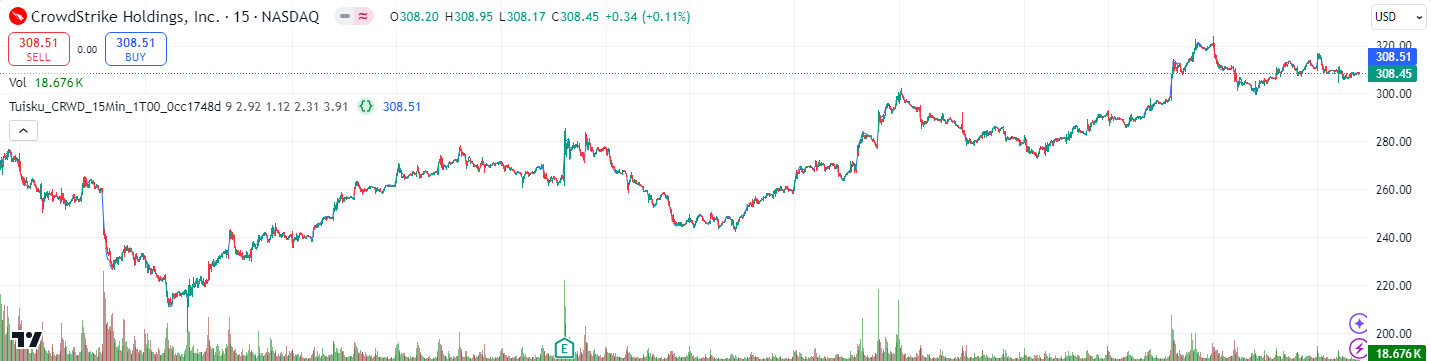 CrowdStrike Holdings, Inc. · 15 · NASDAQ O308.20 H308.95 L308.17 C308.45 +0.34 (+0.11%)
USD
308.51 SELL 0.00 308.51 BUY
Vol 18.676 K
Tuisku_CRWD_15Min_1T00_0cc1748d 9 2.92 1.12 2.31 3.91 {} 308.51
320.00
308.51
308.45
300.00
280.00
260.00
240.00
220.00
200.00
E
18.676 K